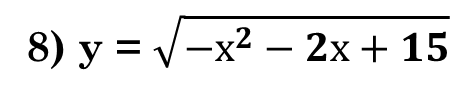 8) y = √(−x² − 2x + 15)